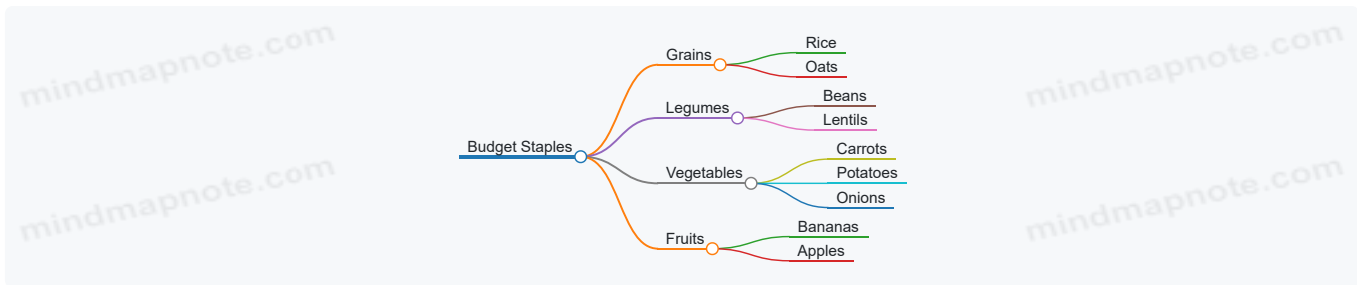 mindmapnote.com
mindmapnote.com
Budget Staples
Grains
Rice
Oats
Legumes
Beans
Lentils
Vegetables
Carrots
Potatoes
Onions
Fruits
Bananas
Apples
mindmapnote.com
mindmapnote.com